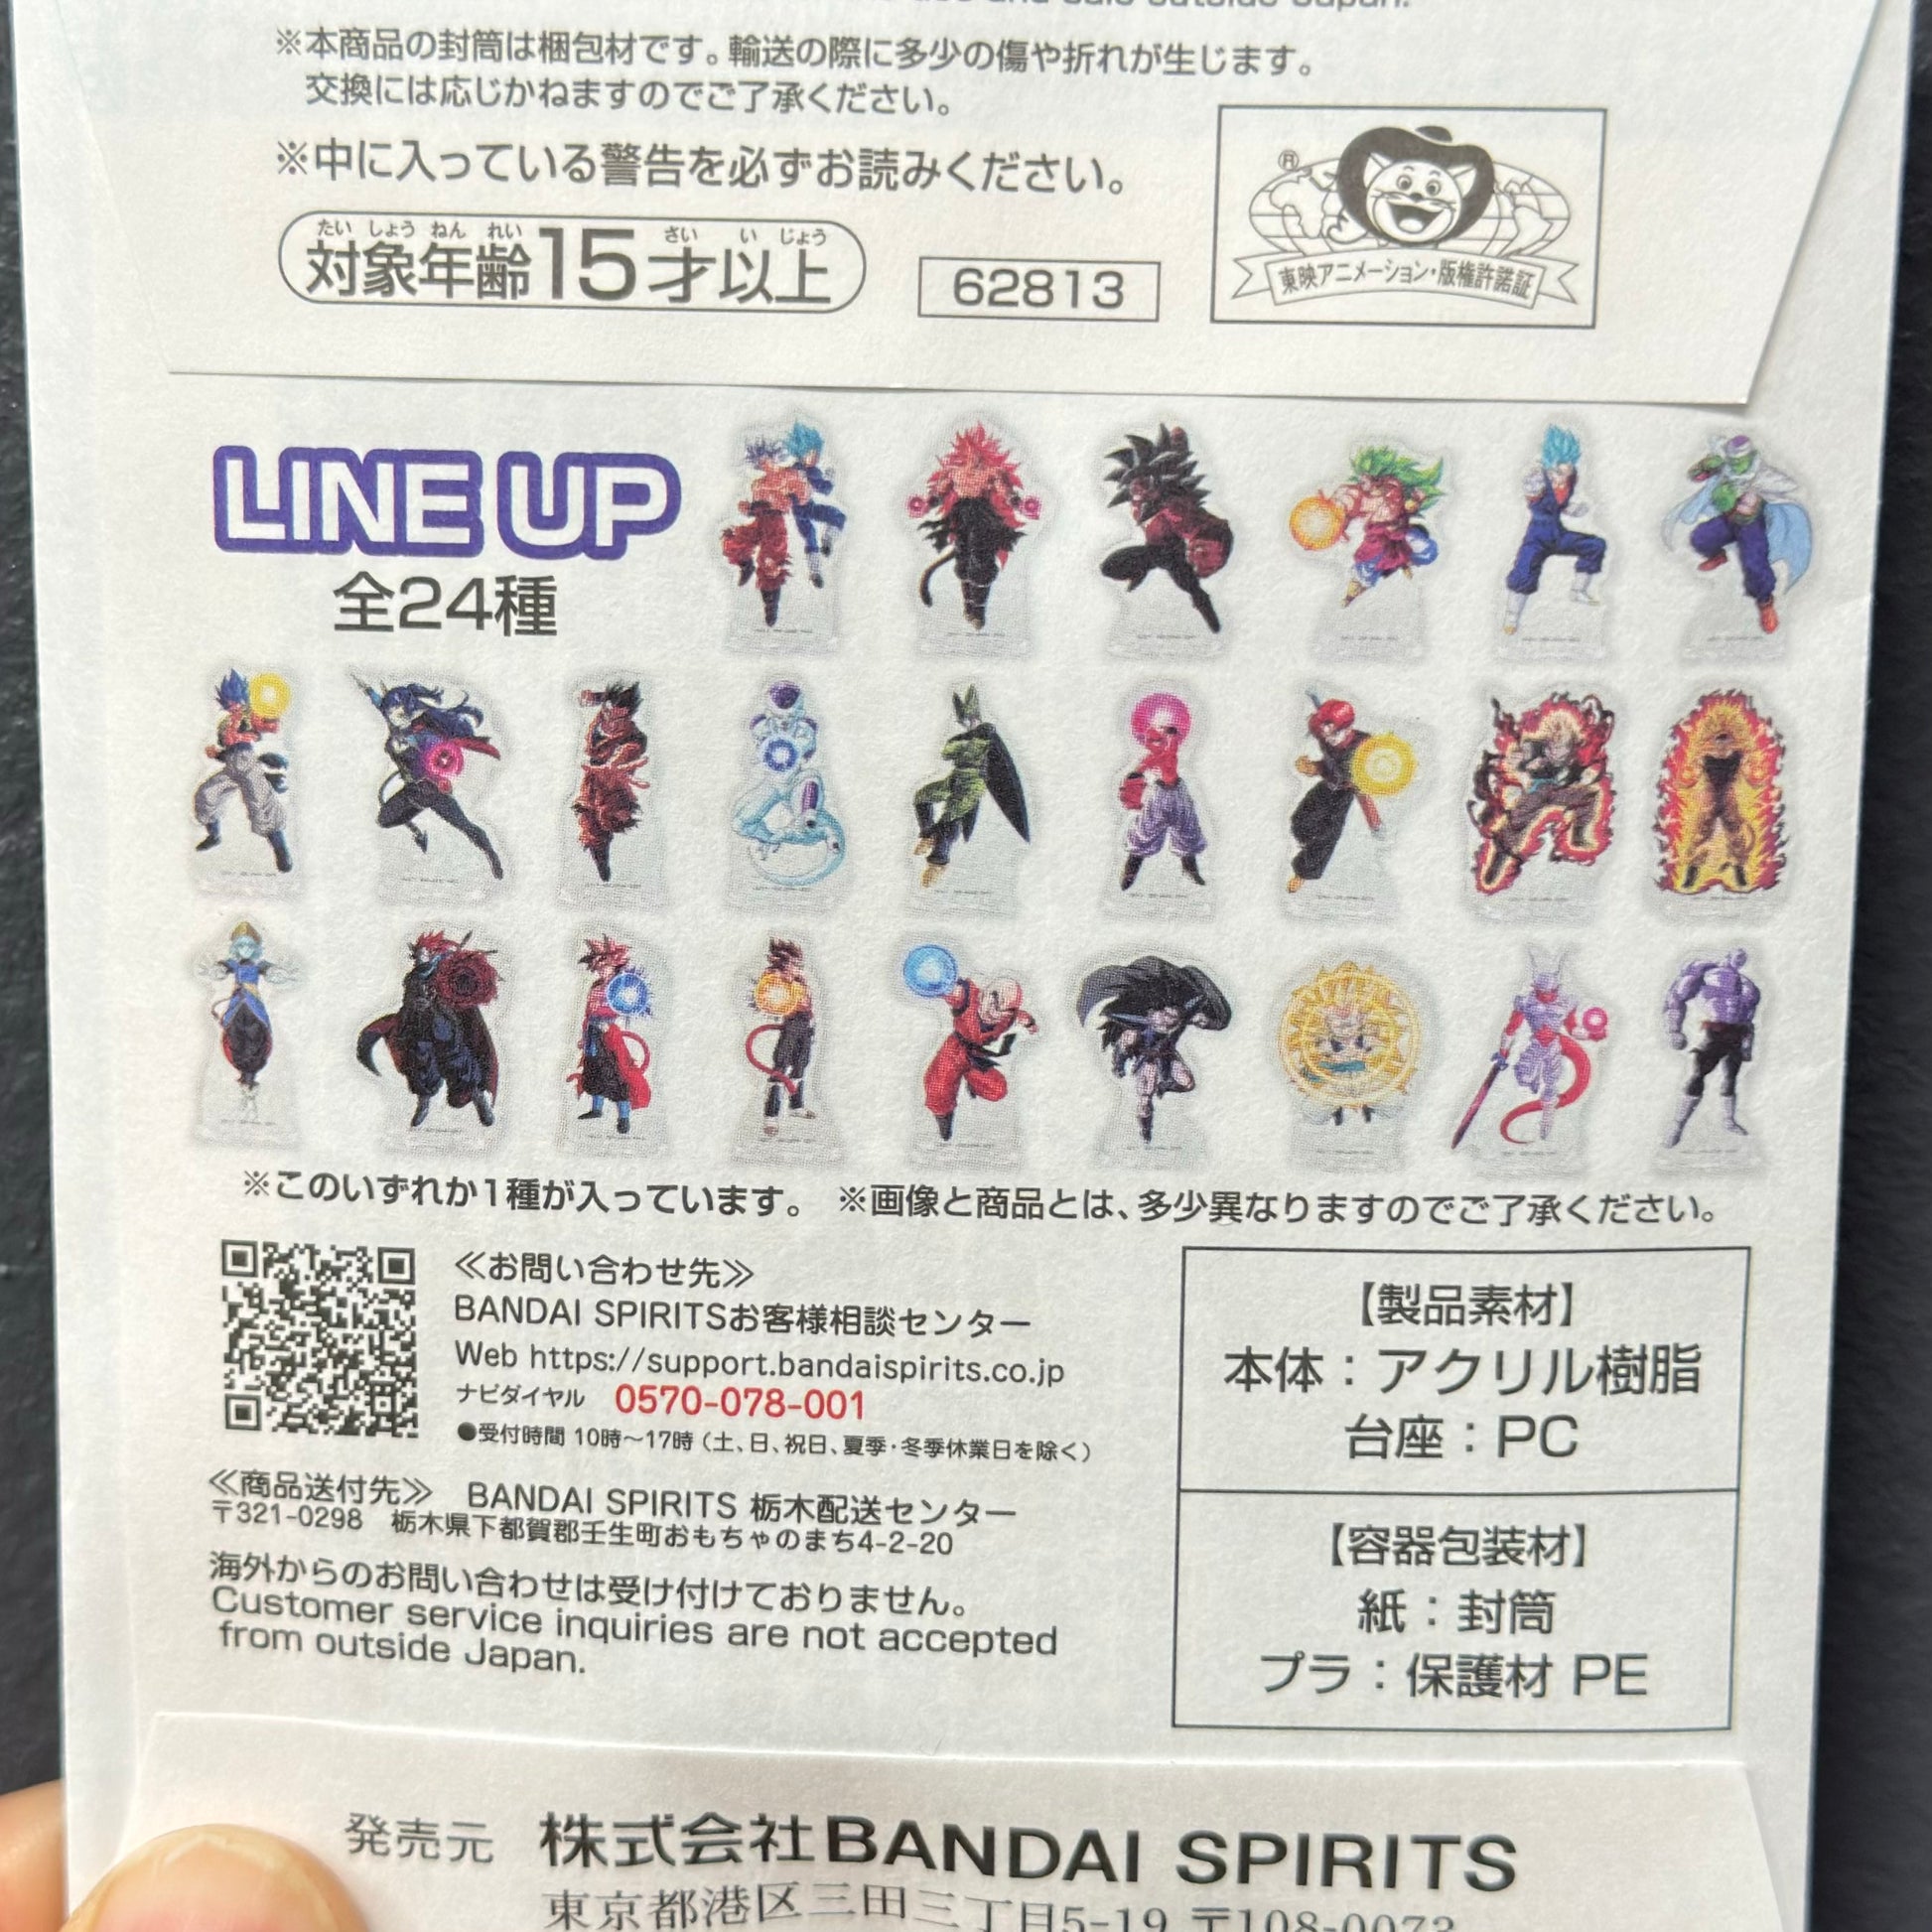 ※本商品の封筒は梱包材です。輸送の際に多少の傷や折れが生じます。
交換には応じかねますのでご了承ください。
※中に入っている警告を必ずお読みください。
たい しょう ねん れい さい い じょう
対象年齢15才以上
62813
®
東映アニメーション・版権許諾証
LINE UP
全24種
※このいずれか1種が入っています。 ※画像と商品とは、多少異なりますのでご了承ください。
≪お問い合わせ先≫
BANDAI SPIRITSお客様相談センター
Web https://support.bandaispirits.co.jp
ナビダイヤル 0570-078-001
●受付時間 10時～17時（土、日、祝日、夏季・冬季休業日を除く）
≪商品送付先≫ BANDAI SPIRITS 栃木配送センター
〒321-0298 栃木県下都賀郡壬生町おもちゃのまち4-2-20
海外からのお問い合わせは受け付けておりません。
Customer service inquiries are not accepted
from outside Japan.
【製品素材】
本体：アクリル樹脂
台座：PC
【容器包装材】
紙：封筒
プラ：保護材 PE
発売元 株式会社BANDAI SPIRITS
東京都港区三田三丁目5-19 〒108-0073